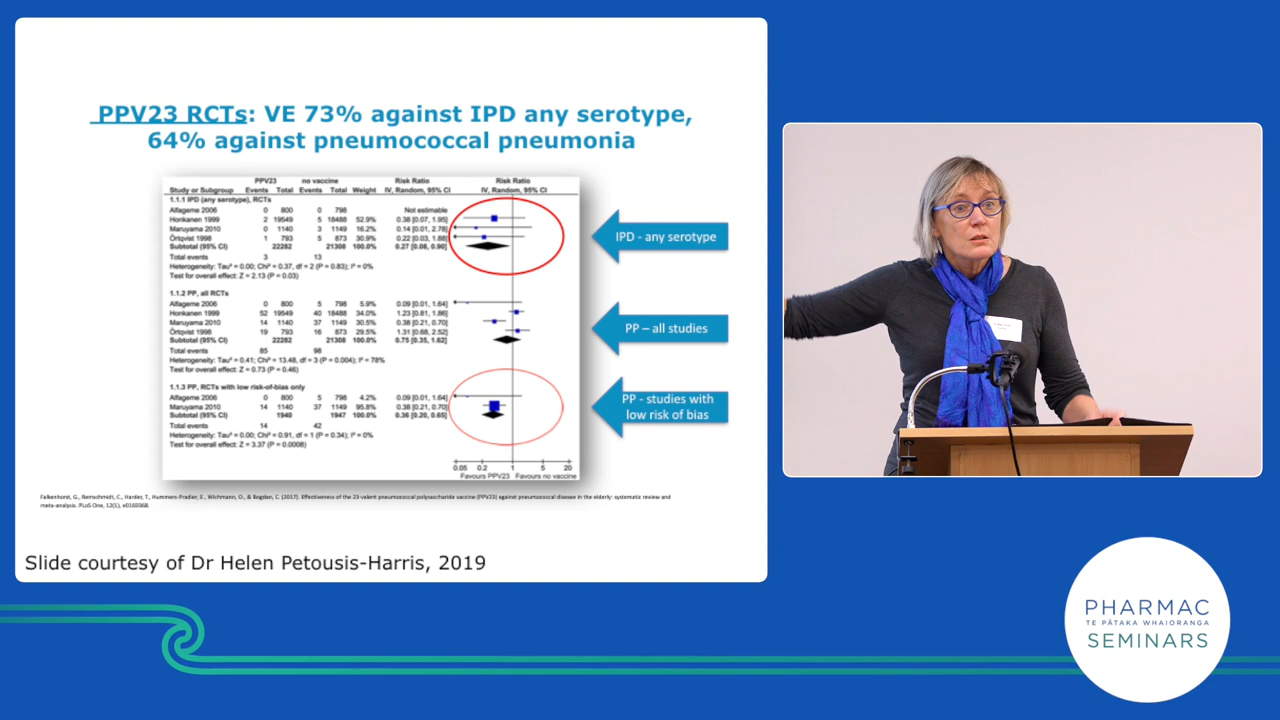 PPV23 RCTs: VE 73% against IPD any serotype,
64% against pneumococcal pneumonia
PPV23 no vaccine Risk Ratio Risk Ratio
Study or Subgroup Events Total Events Total Weight IV, Random, 95% CI IV, Random, 95% CI
1.1.1 IPD (any serotype), RCTs
Alfageme 2006 0 800 0 798 Not estimable
Honkanen 1999 2 19549 5 18488 52.9% 0.38 [0.07, 1.95]
Maruyama 2010 0 1140 3 1149 16.2% 0.14 [0.01, 2.78]
Örtqvist 1998 1 793 5 873 30.9% 0.22 [0.03, 1.88]
Subtotal (95% CI) 22282 21308 100.0% 0.27 [0.08, 0.90]
Total events 3 13
Heterogeneity: Tau² = 0.00; Chi² = 0.37, df = 2 (P = 0.83); I² = 0%
Test for overall effect: Z = 2.13 (P = 0.03)
1.1.2 PP, all RCTs
Alfageme 2006 0 800 5 798 5.9% 0.09 [0.01, 1.64]
Honkanen 1999 52 19549 40 18488 34.0% 1.23 [0.81, 1.86]
Maruyama 2010 14 1140 37 1149 30.5% 0.38 [0.21, 0.70]
Örtqvist 1998 19 793 16 873 29.5% 1.31 [0.68, 2.52]
Subtotal (95% CI) 22282 21308 100.0% 0.75 [0.35, 1.62]
Total events 85 98
Heterogeneity: Tau² = 0.41; Chi² = 13.48, df = 3 (P = 0.004); I² = 78%
Test for overall effect: Z = 0.73 (P = 0.46)
1.1.3 PP, RCTs with low risk-of-bias only
Alfageme 2006 0 800 5 798 4.2% 0.09 [0.01, 1.64]
Maruyama 2010 14 1140 37 1149 95.8% 0.38 [0.21, 0.70]
Subtotal (95% CI) 1940 1947 100.0% 0.36 [0.20, 0.65]
Total events 14 42
Heterogeneity: Tau² = 0.00; Chi² = 0.91, df = 1 (P = 0.34); I² = 0%
Test for overall effect: Z = 3.37 (P = 0.0008)
0.05 0.2 1 5 20
Favours PPV23 Favours no vaccine
IPD - any serotype
PP – all studies
PP - studies with
low risk of bias
Falkenhorst, G., Remschmidt, C., Harder, T., Hummers-Pradier, E., Wichmann, O., & Bogdan, C. (2017). Effectiveness of the 23-valent pneumococcal polysaccharide vaccine (PPV23) against pneumococcal disease in the elderly: systematic review and
meta-analysis. PLoS One, 12(1), e0169368.
Slide courtesy of Dr Helen Petousis-Harris, 2019
PHARMAC
TE PĀTAKA WHAIORANGA
SEMINARS